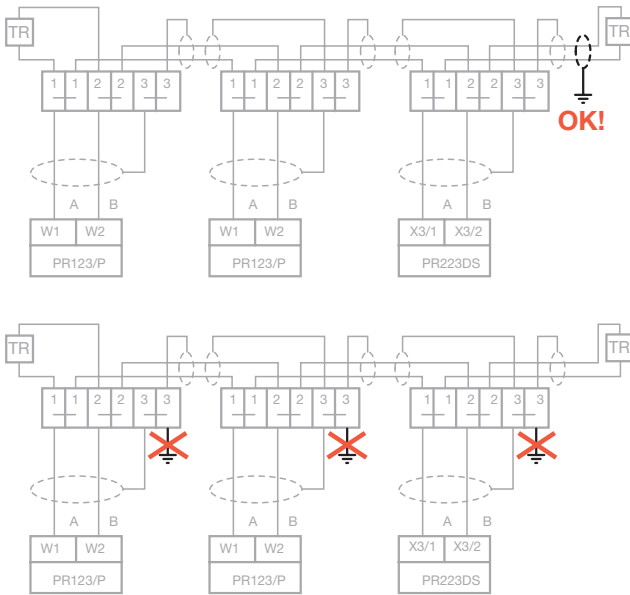 TR TR
1 1 2 2 3 3 1 1 2 2 3 3 1 1 2 2 3 3
OK!
A B A B A B
W1 W2 W1 W2 X3/1 X3/2
PR123/P PR123/P PR223DS
TR TR
1 1 2 2 3 3 1 1 2 2 3 3 1 1 2 2 3 3
A B A B A B
W1 W2 W1 W2 X3/1 X3/2
PR123/P PR123/P PR223DS